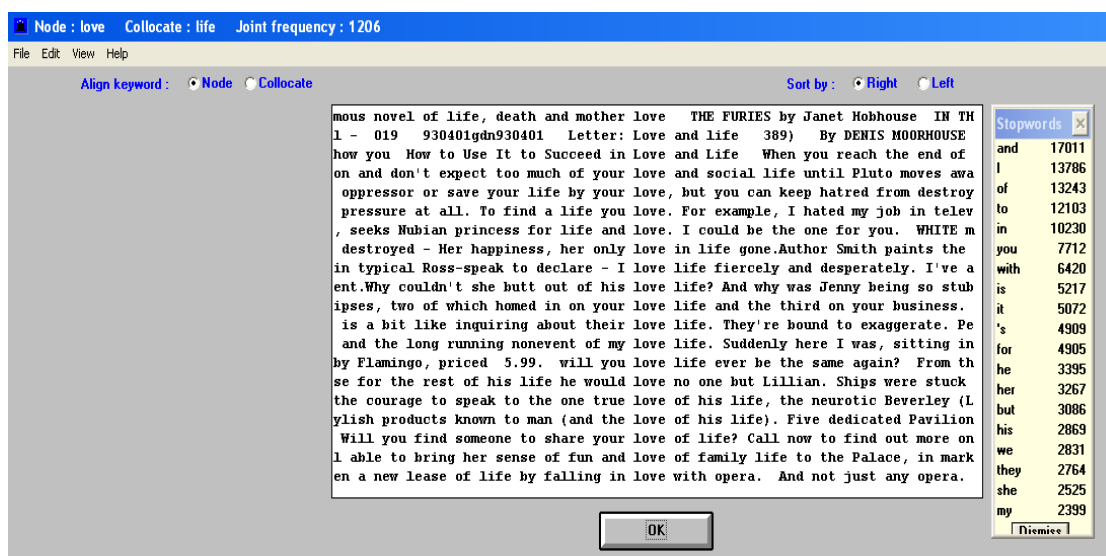 Node : love Collocate : life Joint frequency : 1206
File Edit View Help
Align keyword : Node Collocate Sort by : Right Left
mous novel of life, death and mother love THE FURIES by Janet Hobhouse IN TH
l - 019 930401gdn930401 Letter: Love and life 389) By DENIS MOORHOUSE
how you How to Use It to Succeed in Love and Life When you reach the end of
on and don't expect too much of your love and social life until Pluto moves awa
oppressor or save your life by your love, but you can keep hatred from destroy
pressure at all. To find a life you love. For example, I hated my job in telev
, seeks Nubian princess for life and love. I could be the one for you. WHITE m
destroyed - Her happiness, her only love in life gone.Author Smith paints the
in typical Ross-speak to declare - I love life fiercely and desperately. I've a
ent.Why couldn't she butt out of his love life? And why was Jenny being so stub
ipses, two of which homed in on your love life and the third on your business.
is a bit like inquiring about their love life. They're bound to exaggerate. Pe
and the long running nonevent of my love life. Suddenly here I was, sitting in
by Flamingo, priced 5.99. will you love life ever be the same again? From th
se for the rest of his life he would love no one but Lillian. Ships were stuck
the courage to speak to the one true love of his life, the neurotic Beverley (L
ylish products known to man (and the love of his life). Five dedicated Pavilion
Will you find someone to share your love of life? Call now to find out more on
l able to bring her sense of fun and love of family life to the Palace, in mark
en a new lease of life by falling in love with opera. And not just any opera.
Stopwords
and 17011
I 13786
of 13243
to 12103
in 10230
you 7712
with 6420
is 5217
it 5072
's 4909
for 4905
he 3395
her 3267
but 3086
his 2869
we 2831
they 2764
she 2525
my 2399
Dismiss
OK